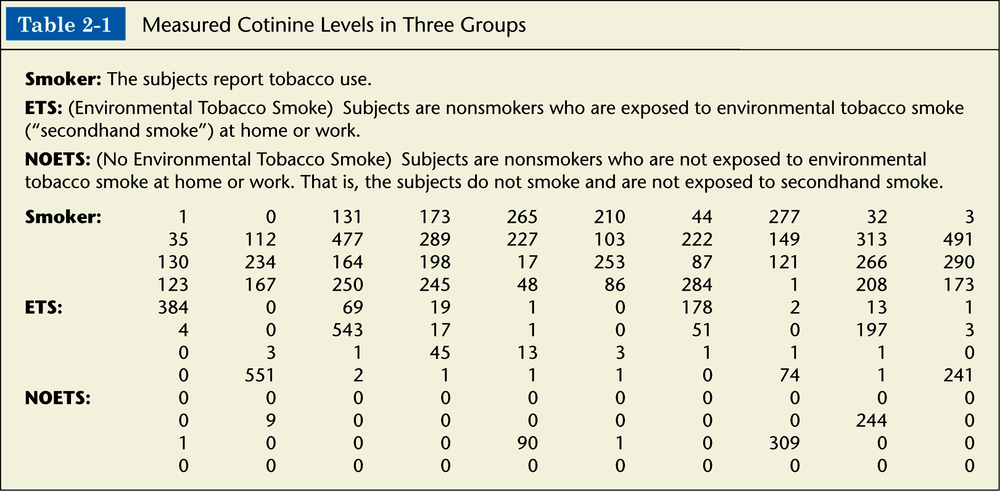 Table 2-1 Measured Cotinine Levels in Three Groups
Smoker: The subjects report tobacco use.
ETS: (Environmental Tobacco Smoke) Subjects are nonsmokers who are exposed to environmental tobacco smoke
(“secondhand smoke”) at home or work.
NOETS: (No Environmental Tobacco Smoke) Subjects are nonsmokers who are not exposed to environmental
tobacco smoke at home or work. That is, the subjects do not smoke and are not exposed to secondhand smoke.
Smoker: 1 0 131 173 265 210 44 277 32 3
35 112 477 289 227 103 222 149 313 491
130 234 164 198 17 253 87 121 266 290
123 167 250 245 48 86 284 1 208 173
ETS: 384 0 69 19 1 0 178 2 13 1
4 0 543 17 1 0 51 0 197 3
0 3 1 45 13 3 1 1 1 0
0 551 2 1 1 1 0 74 1 241
NOETS: 0 0 0 0 0 0 0 0 0 0
0 9 0 0 0 0 0 0 244 0
1 0 0 0 90 1 0 309 0 0
0 0 0 0 0 0 0 0 0 0